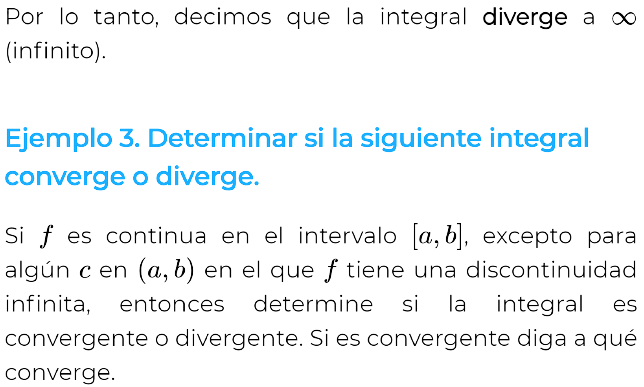 Por lo tanto, decimos que la integral diverge a ∞
(infinito).
Ejemplo 3. Determinar si la siguiente integral
converge o diverge.
Si f es continua en el intervalo [a, b], excepto para
algún c en (a, b) en el que f tiene una discontinuidad
infinita, entonces determine si la integral es
convergente o divergente. Si es convergente diga a qué
converge.